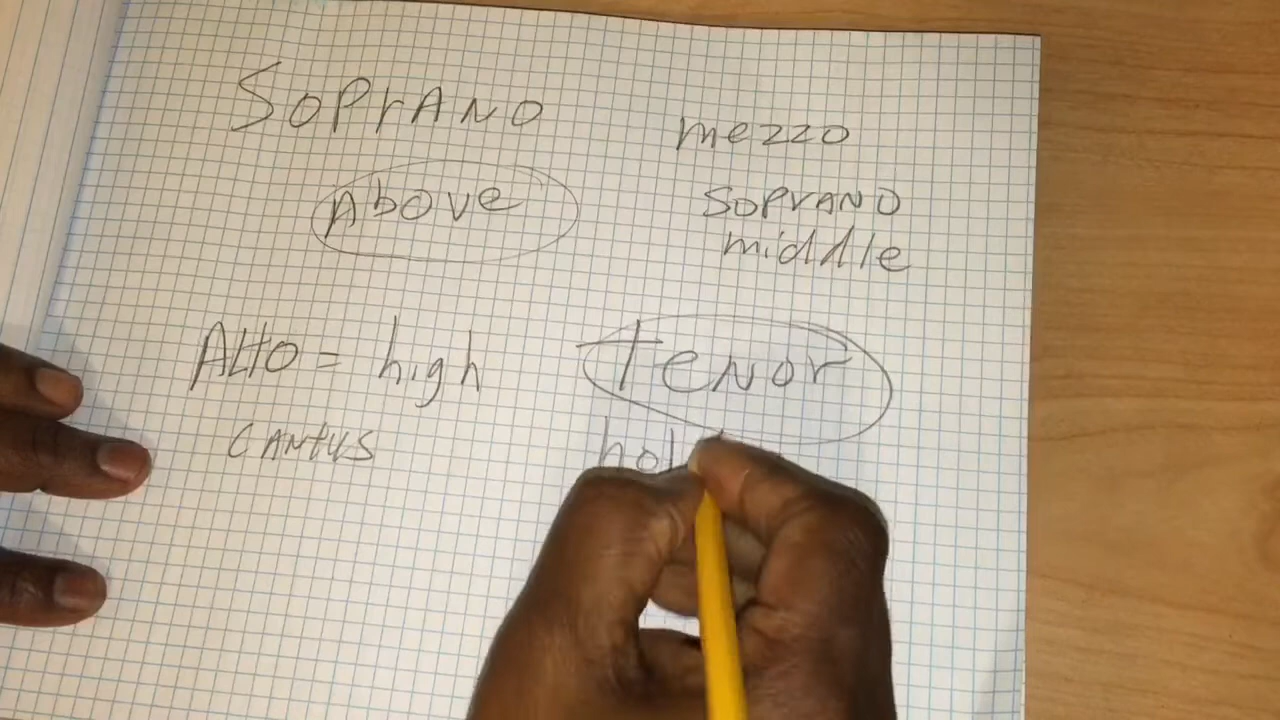 SOPrANO
Above
mezzo
SOPrANO
middle
ALtO = high
tenor
CANtUS